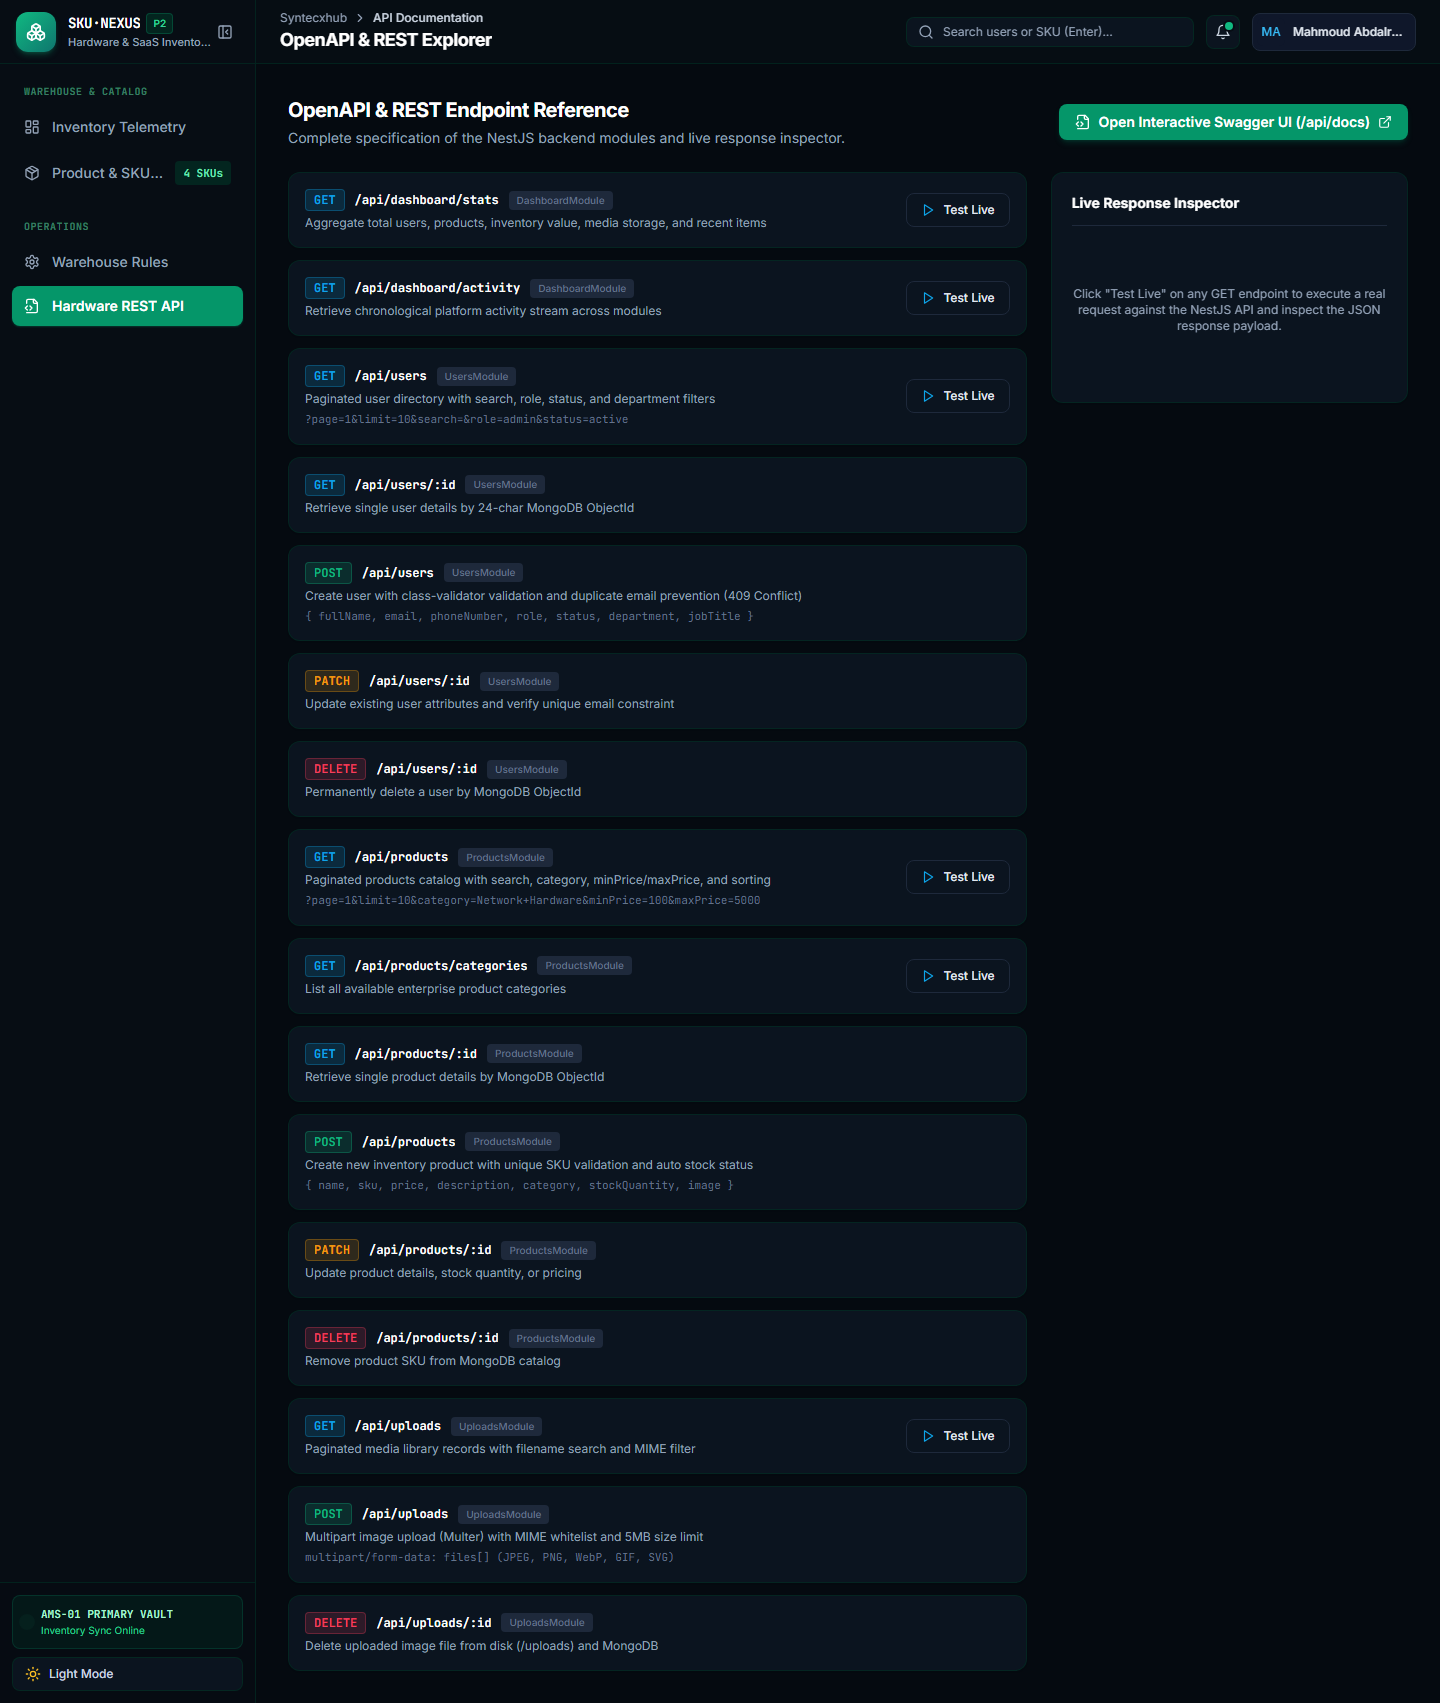 SKU·NEXUS P2
Hardware & SaaS Invento...
WAREHOUSE & CATALOG
Inventory Telemetry
Product & SKU... 4 SKUs
OPERATIONS
Warehouse Rules
Hardware REST API
AMS-01 PRIMARY VAULT
Inventory Sync Online
Light Mode
Syntecxhub > API Documentation
OpenAPI & REST Explorer
Search users or SKU (Enter)...
MA Mahmoud Abdalr...
OpenAPI & REST Endpoint Reference
Complete specification of the NestJS backend modules and live response inspector.
Open Interactive Swagger UI (/api/docs)
GET /api/dashboard/stats DashboardModule
Aggregate total users, products, inventory value, media storage, and recent items
Test Live
GET /api/dashboard/activity DashboardModule
Retrieve chronological platform activity stream across modules
Test Live
GET /api/users UsersModule
Paginated user directory with search, role, status, and department filters
?page=1&limit=10&search=&role=admin&status=active
Test Live
GET /api/users/:id UsersModule
Retrieve single user details by 24-char MongoDB ObjectId
POST /api/users UsersModule
Create user with class-validator validation and duplicate email prevention (409 Conflict)
{ fullName, email, phoneNumber, role, status, department, jobTitle }
PATCH /api/users/:id UsersModule
Update existing user attributes and verify unique email constraint
DELETE /api/users/:id UsersModule
Permanently delete a user by MongoDB ObjectId
GET /api/products ProductsModule
Paginated products catalog with search, category, minPrice/maxPrice, and sorting
?page=1&limit=10&category=Network+Hardware&minPrice=100&maxPrice=5000
Test Live
GET /api/products/categories ProductsModule
List all available enterprise product categories
Test Live
GET /api/products/:id ProductsModule
Retrieve single product details by MongoDB ObjectId
POST /api/products ProductsModule
Create new inventory product with unique SKU validation and auto stock status
{ name, sku, price, description, category, stockQuantity, image }
PATCH /api/products/:id ProductsModule
Update product details, stock quantity, or pricing
DELETE /api/products/:id ProductsModule
Remove product SKU from MongoDB catalog
GET /api/uploads UploadsModule
Paginated media library records with filename search and MIME filter
Test Live
POST /api/uploads UploadsModule
Multipart image upload (Multer) with MIME whitelist and 5MB size limit
multipart/form-data: files[] (JPEG, PNG, WebP, GIF, SVG)
DELETE /api/uploads/:id UploadsModule
Delete uploaded image file from disk (/uploads) and MongoDB
Live Response Inspector
Click "Test Live" on any GET endpoint to execute a real
request against the NestJS API and inspect the JSON
response payload.